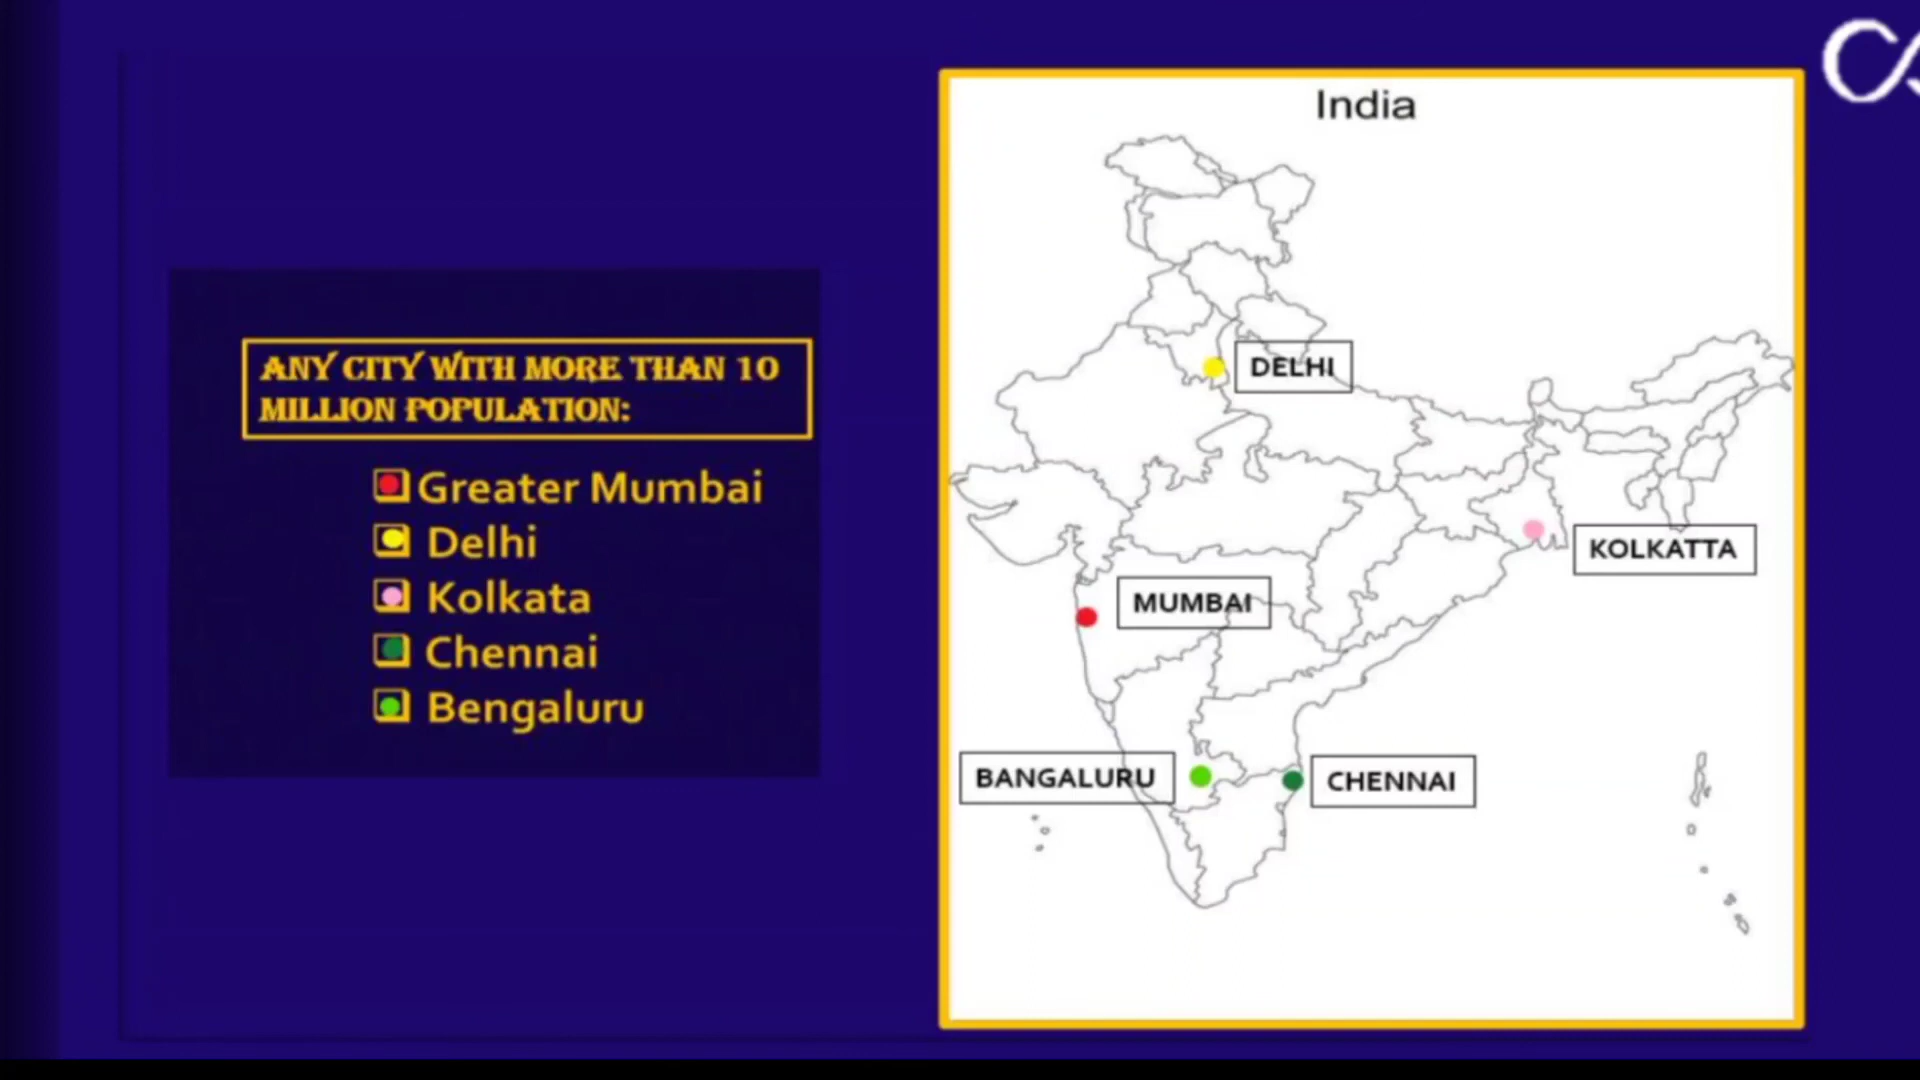 India
ANY CITY WITH MORE THAN 10
MILLION POPULATION:
Greater Mumbai
Delhi
Kolkata
Chennai
Bengaluru
DELHI
KOLKATTA
MUMBAI
BANGALURU
CHENNAI